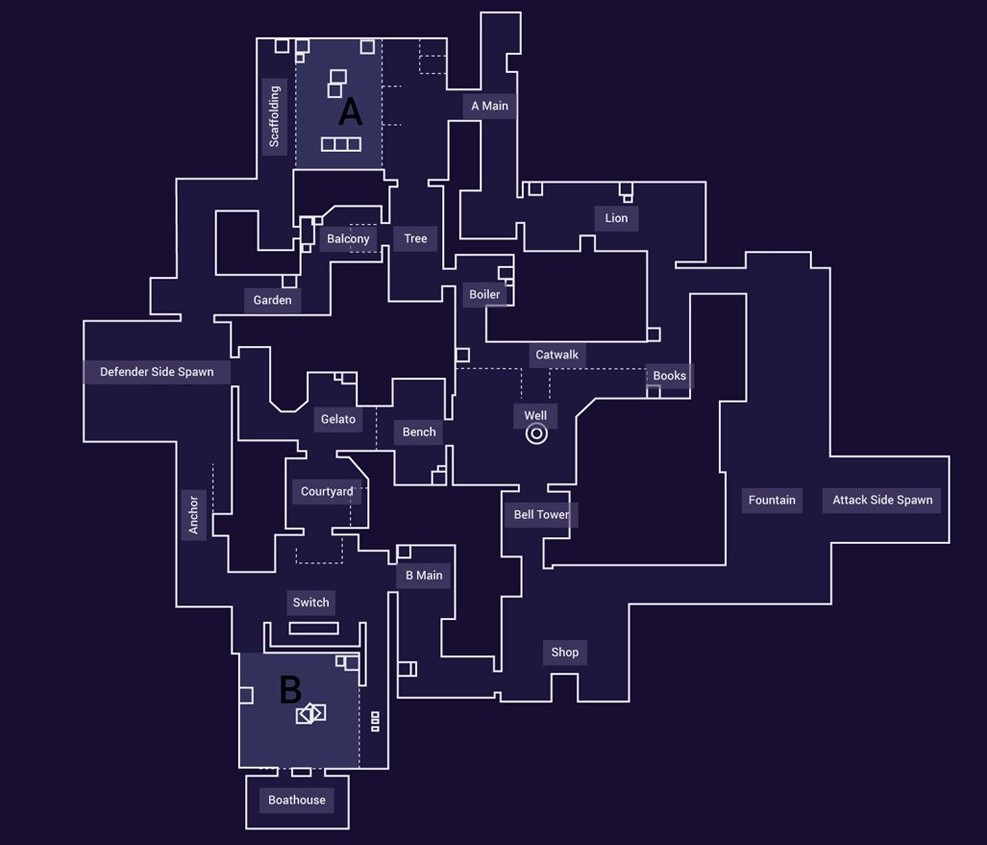 Scaffolding
A
A Main
Lion
Balcony
Tree
Garden
Boiler
Catwalk
Books
Defender Side Spawn
Gelato
Bench
Well
Courtyard
Anchor
Bell Tower
Fountain
Attack Side Spawn
B Main
Switch
Shop
B
Boathouse